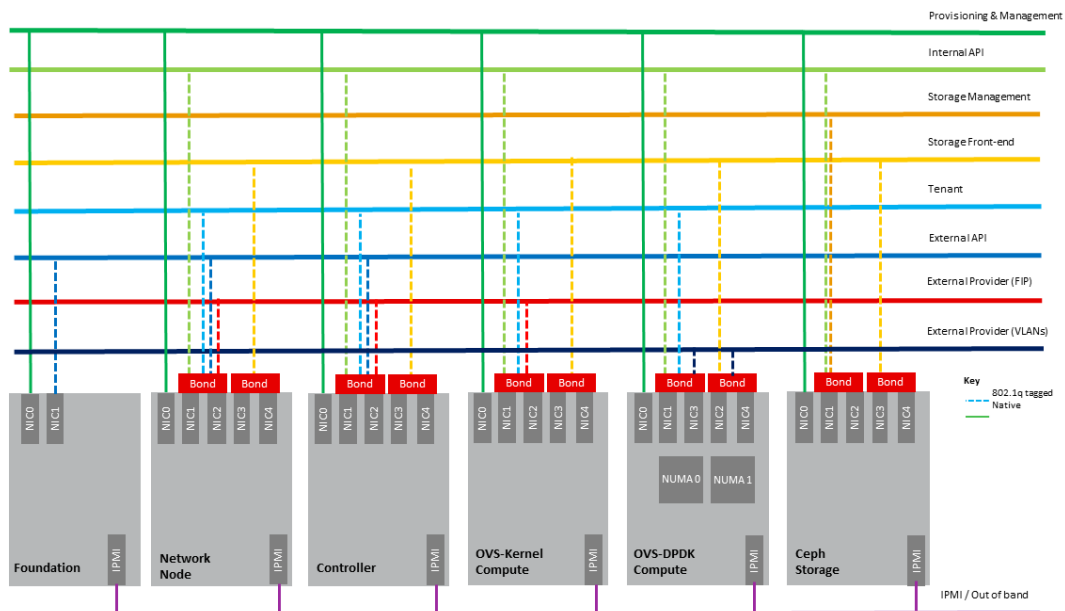 Provisioning & Management
Internal API
Storage Management
Storage Front-end
Tenant
External API
External Provider (FIP)
External Provider (VLANs)
Key
802.1q tagged
Native
Bond
Bond
Bond
Bond
Bond
Bond
Bond
Bond
Bond
Bond
NIC0
NIC1
NIC0
NIC1
NIC2
NIC3
NIC4
NIC0
NIC1
NIC2
NIC3
NIC4
NIC0
NIC1
NIC2
NIC3
NIC4
NIC0
NIC1
NIC3
NIC2
NIC4
NIC0
NIC1
NIC2
NIC3
NIC4
NUMA 0
NUMA 1
Foundation
IPMI
Network
Node
IPMI
Controller
IPMI
OVS-Kernel
Compute
IPMI
OVS-DPDK
Compute
IPMI
Ceph
Storage
IPMI
IPMI / Out of band